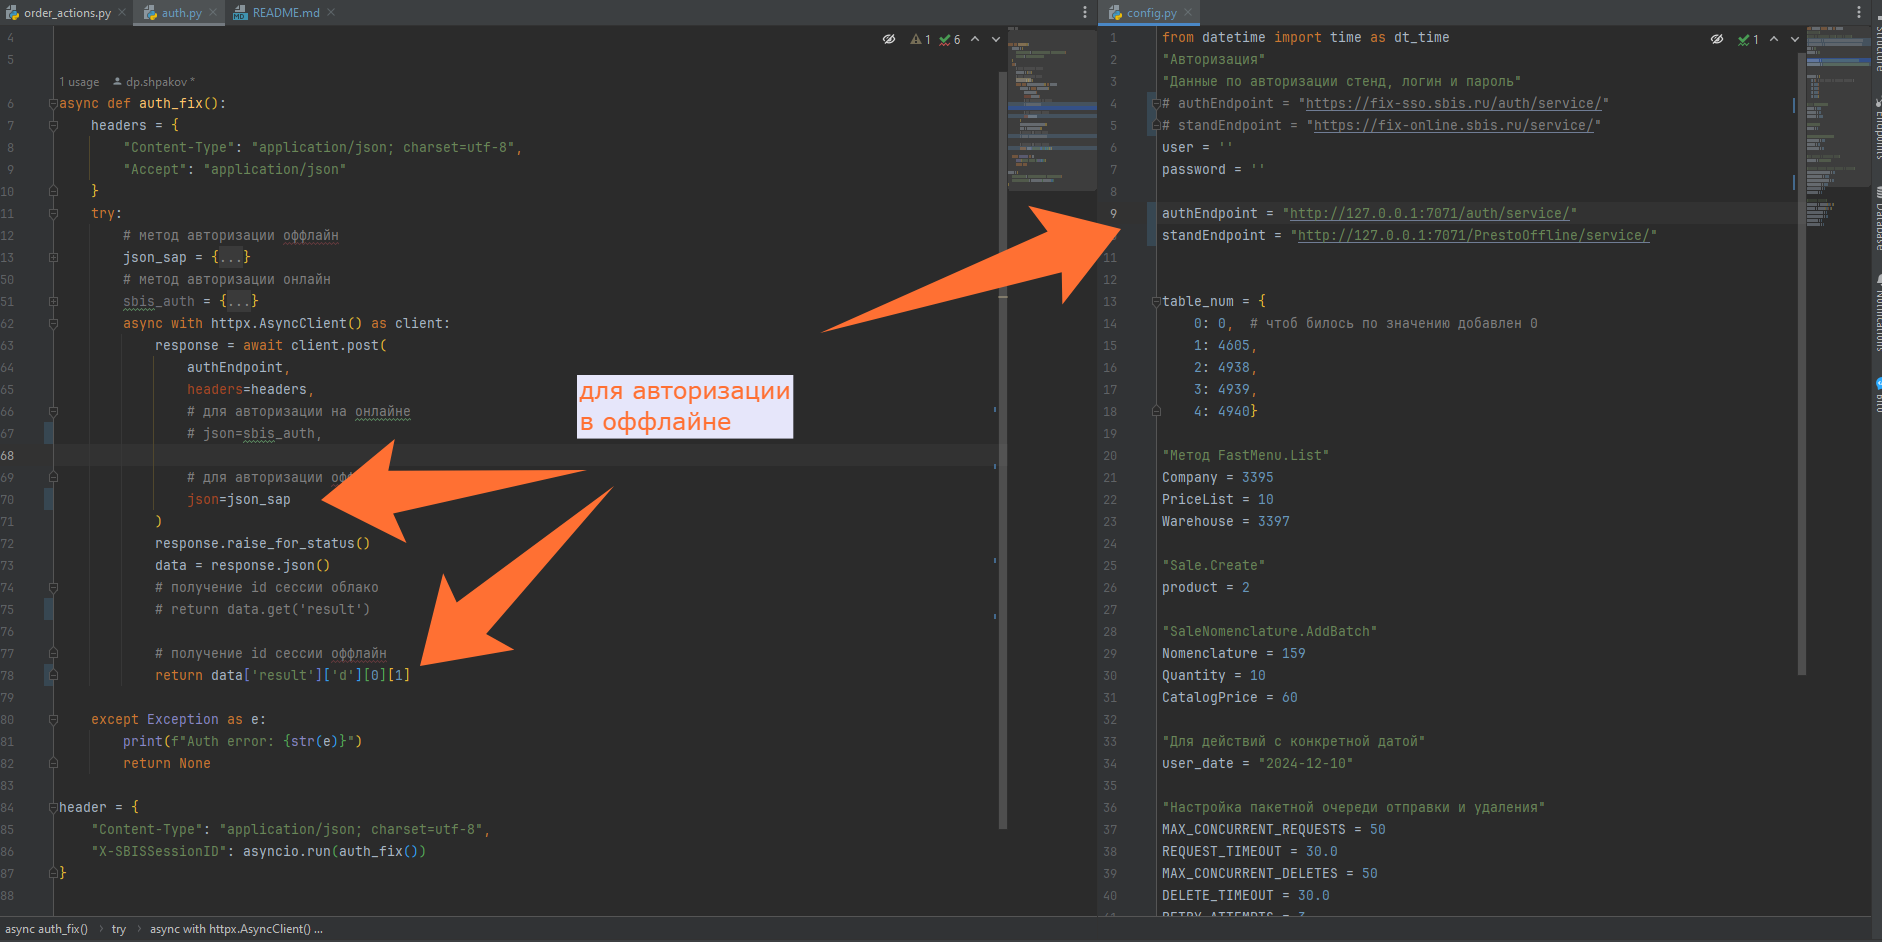 order_actions.py
auth.py
README.md
config.py
1
6
1
4
5
1 usage
dp.shpakov *
6 async def auth_fix():
7 headers = {
8 "Content-Type": "application/json; charset=utf-8",
9 "Accept": "application/json"
10 }
11 try:
12 # метод авторизации оффлайн
13 json_sap = {...}
50 # метод авторизации онлайн
51 sbis_auth = {...}
62 async with httpx.AsyncClient() as client:
63 response = await client.post(
64 authEndpoint,
65 headers=headers,
66 # для авторизации на онлайне
67 # json=sbis_auth,
68
69 # для авторизации
70 json=json_sap
71 )
72 response.raise_for_status()
73 data = response.json()
74 # получение id сессии облако
75 # return data.get('result')
76
77 # получение id сессии оффлайн
78 return data['result']['d'][0][1]
79
80 except Exception as e:
81 print(f"Auth error: {str(e)}")
82 return None
83
84 header = {
85 "Content-Type": "application/json; charset=utf-8",
86 "X-SBISSessionID": asyncio.run(auth_fix())
87 }
88
для авторизации
в оффлайне
1 from datetime import time as dt_time
2 "Авторизация"
3 "Данные по авторизации стенд, логин и пароль"
4 # authEndpoint = "https://fix-sso.sbis.ru/auth/service/"
5 # standEndpoint = "https://fix-online.sbis.ru/service/"
6 user = ''
7 password = ''
8
9 authEndpoint = "http://127.0.0.1:7071/auth/service/"
standEndpoint = "http://127.0.0.1:7071/PrestoOffline/service/"
11
12
13 table_num = {
14 0: 0, # чтоб билось по значению добавлен 0
15 1: 4605,
16 2: 4938,
17 3: 4939,
18 4: 4940}
19
20 "Метод FastMenu.List"
21 Company = 3395
22 PriceList = 10
23 Warehouse = 3397
24
25 "Sale.Create"
26 product = 2
27
28 "SaleNomenclature.AddBatch"
29 Nomenclature = 159
30 Quantity = 10
31 CatalogPrice = 60
32
33 "Для действий с конкретной датой"
34 user_date = "2024-12-10"
35
36 "Настройка пакетной очереди отправки и удаления"
37 MAX_CONCURRENT_REQUESTS = 50
38 REQUEST_TIMEOUT = 30.0
39 MAX_CONCURRENT_DELETES = 50
40 DELETE_TIMEOUT = 30.0
RETRY_ATTEMPTS = 3
Structure
Endpoints
Database
Notifications
Bito
async auth_fix()
try
async with httpx.AsyncClient() ...